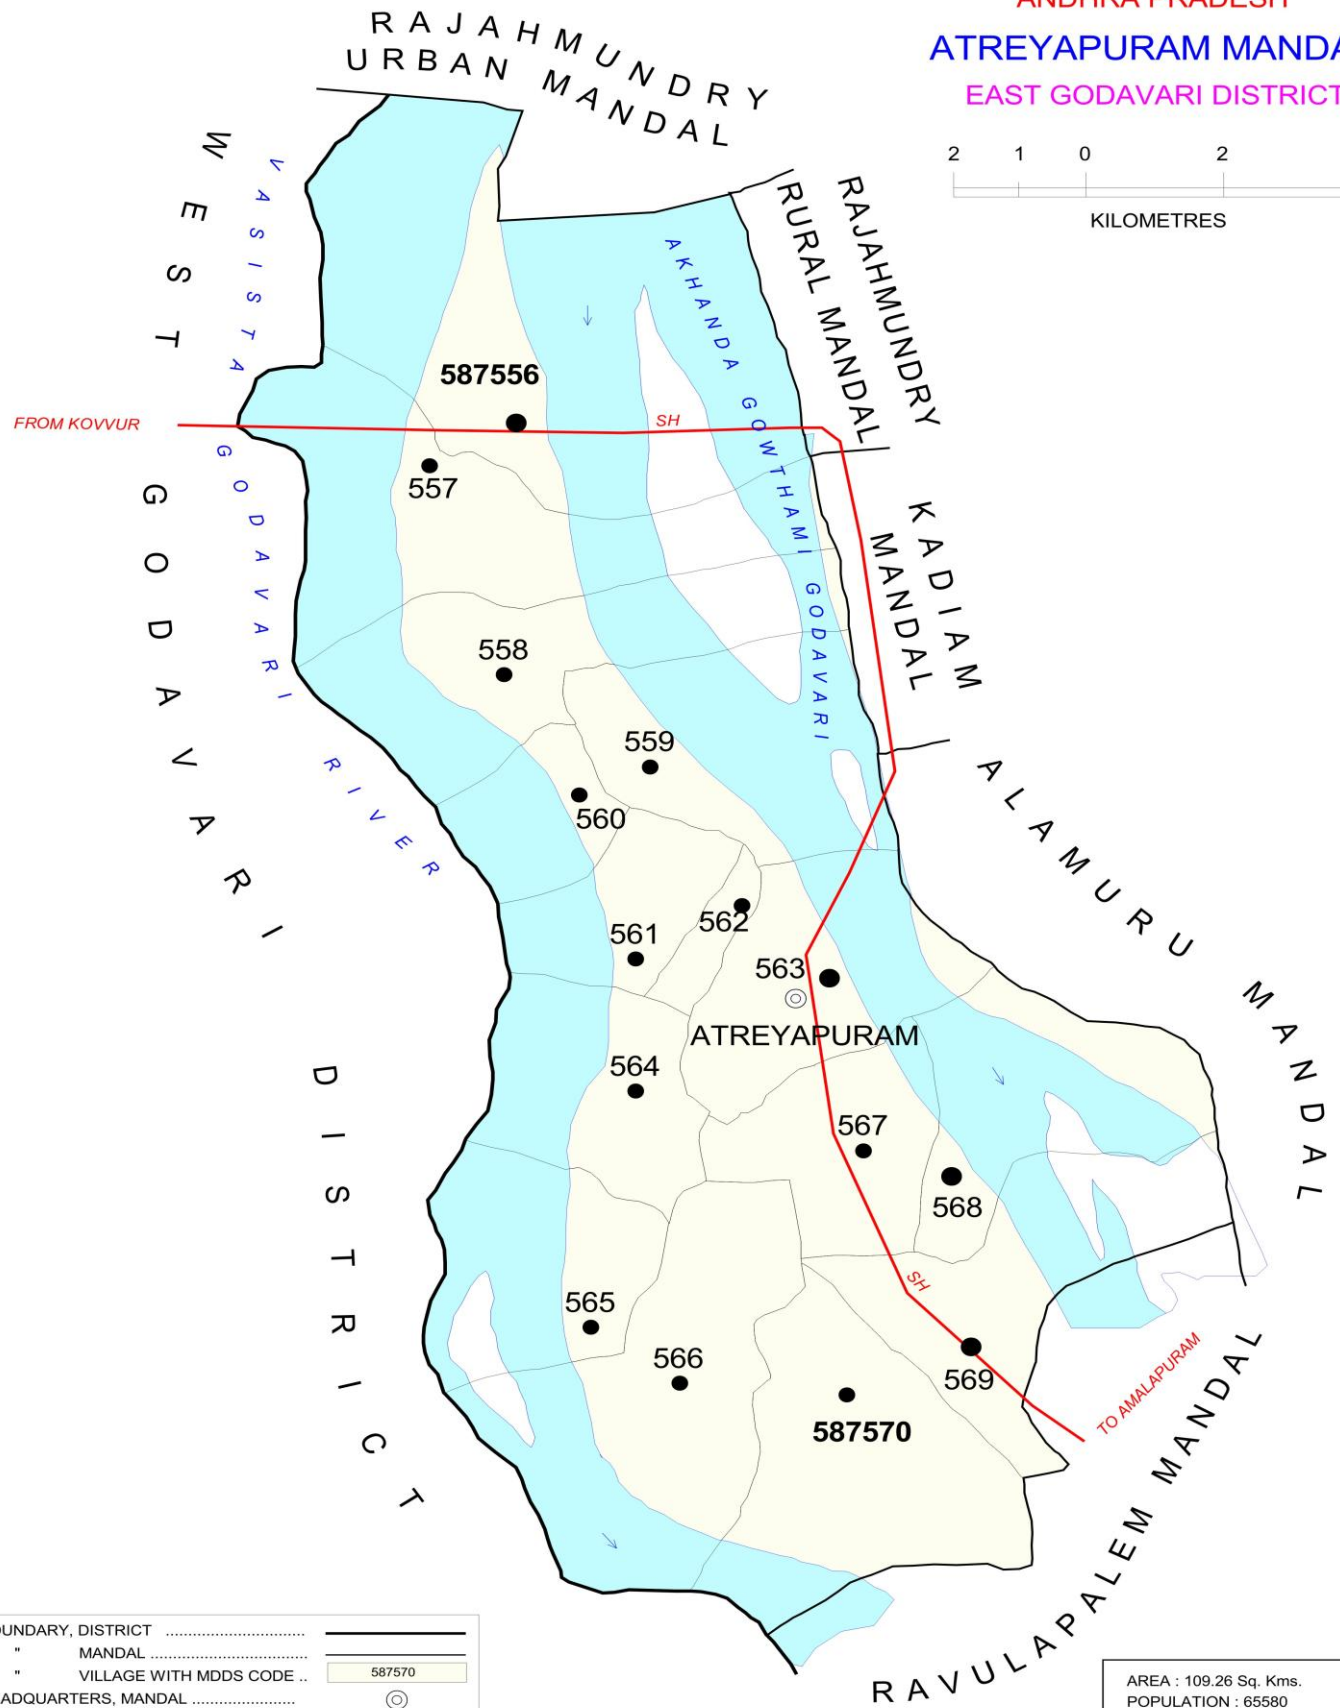 ANDHRA PRADESH
ATREYAPURAM MANDA
EAST GODAVARI DISTRICT
2 1 0 2
KILOMETRES
RAJAHMUNDRY
URBAN MANDAL
RAJAHMUNDRY
RURAL MANDAL
WEST GODAVARI DISTRICT
VASISTA GODAVARI RIVER
AKHANDA GOWTHAMI GODAVARI
587556
FROM KOVVUR
SH
557
KADIAM
MANDAL
558
559
560
ALAMURU MANDAL
562
561
563
ATREYAPURAM
564
567
568
SH
565
566
569
TO AMALAPURAM
587570
RAVULAPALEM MANDAL
OUNDARY, DISTRICT ................................
" MANDAL ....................................
" VILLAGE WITH MDDS CODE .. 587570
ADQUARTERS, MANDAL ........................
AREA : 109.26 Sq. Kms.
POPULATION : 65580